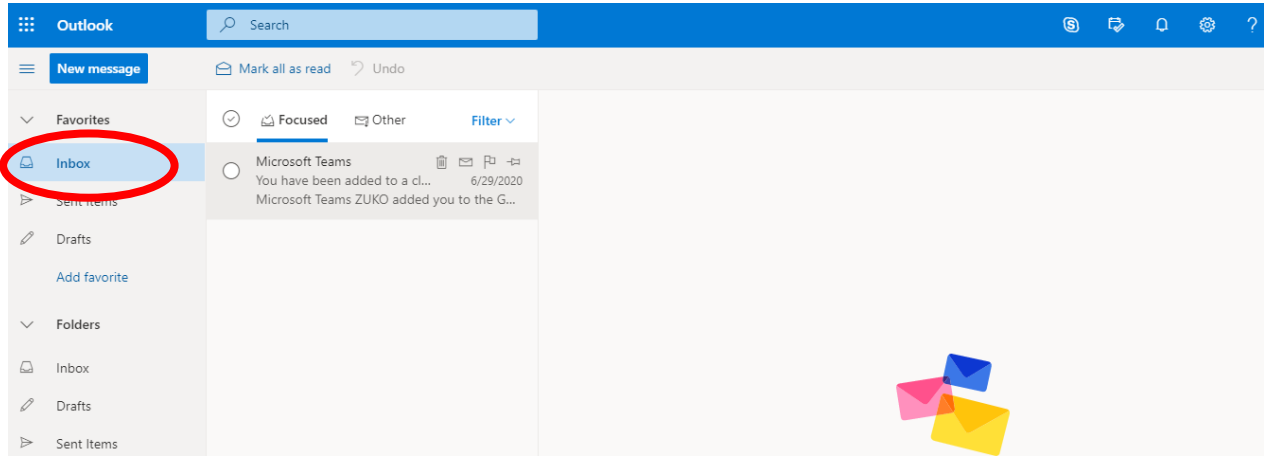 Outlook
Search
New message
Mark all as read
Undo
Favorites
Inbox
Sent Items
Drafts
Add favorite
Folders
Inbox
Drafts
Sent Items
Focused
Other
Filter
Microsoft Teams
You have been added to a cl... 6/29/2020
Microsoft Teams ZUKO added you to the G...